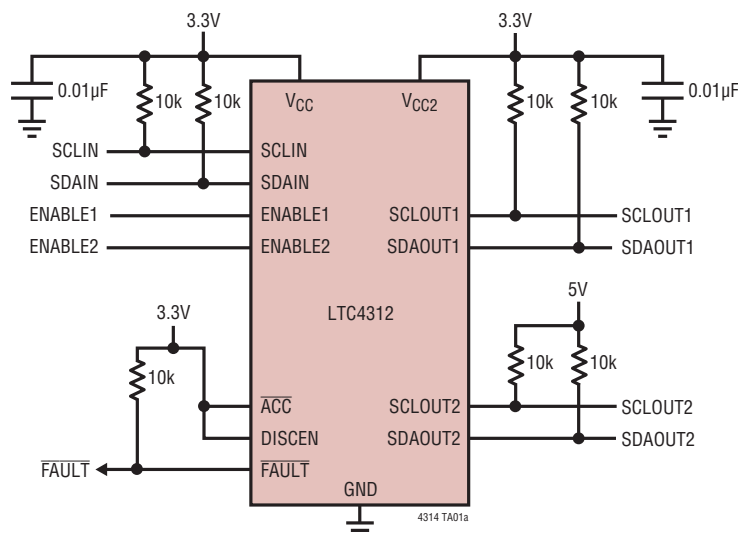 3.3V
3.3V
0.01µF
10k
10k
VCC
VCC2
10k
10k
0.01µF
SCLIN
SCLIN
SDAIN
SDAIN
ENABLE1
ENABLE1
SCLOUT1
SCLOUT1
ENABLE2
ENABLE2
SDAOUT1
SDAOUT1
5V
3.3V
LTC4312
10k
10k
10k
ACC
SCLOUT2
SCLOUT2
DISCEN
SDAOUT2
SDAOUT2
FAULT
FAULT
GND
4314 TA01a